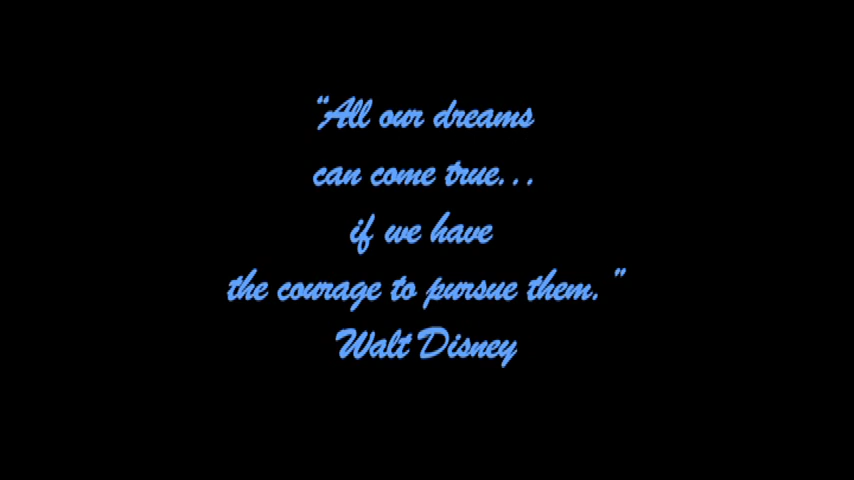 “All our dreams
can come true...
if we have
the courage to pursue them.”
Walt Disney